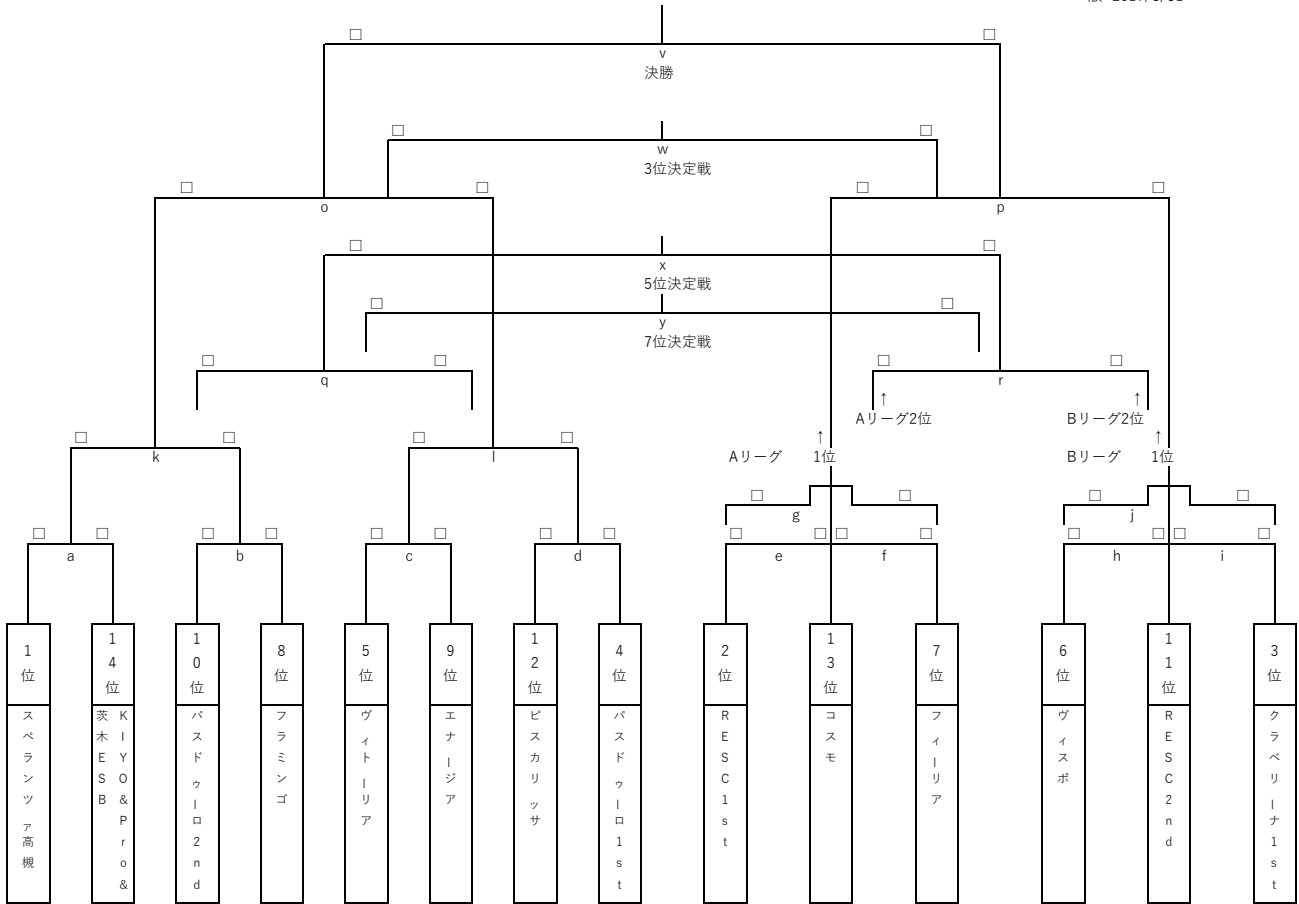 □ □
v
決勝
□ □
w
3位決定戦
□ □ □ □
o p
□ □
x
5位決定戦
□ □
y
7位決定戦
□ □ □ □
q r
↑ ↑
Aリーグ2位 Bリーグ2位
□ □ □ □ ↑ ↑
k l Aリーグ 1位 Bリーグ 1位
□ □ □ □
g j
□ □ □ □ □ □ □ □ □ □ □ □ □ □ □ □
a b c d e f h i
1位
スペランツァ高槻
14位
KIYO&Pro&
茨木ESB
10位
パスドゥーロ2nd
8位
フラミンゴ
5位
ヴィトーリア
9位
エナージア
12位
ピスカリッサ
4位
パスドゥーロ1st
2位
RESC1st
13位
コスモ
7位
フィーリア
6位
ヴィスポ
11位
RESC2nd
3位
クラベリーナ1st